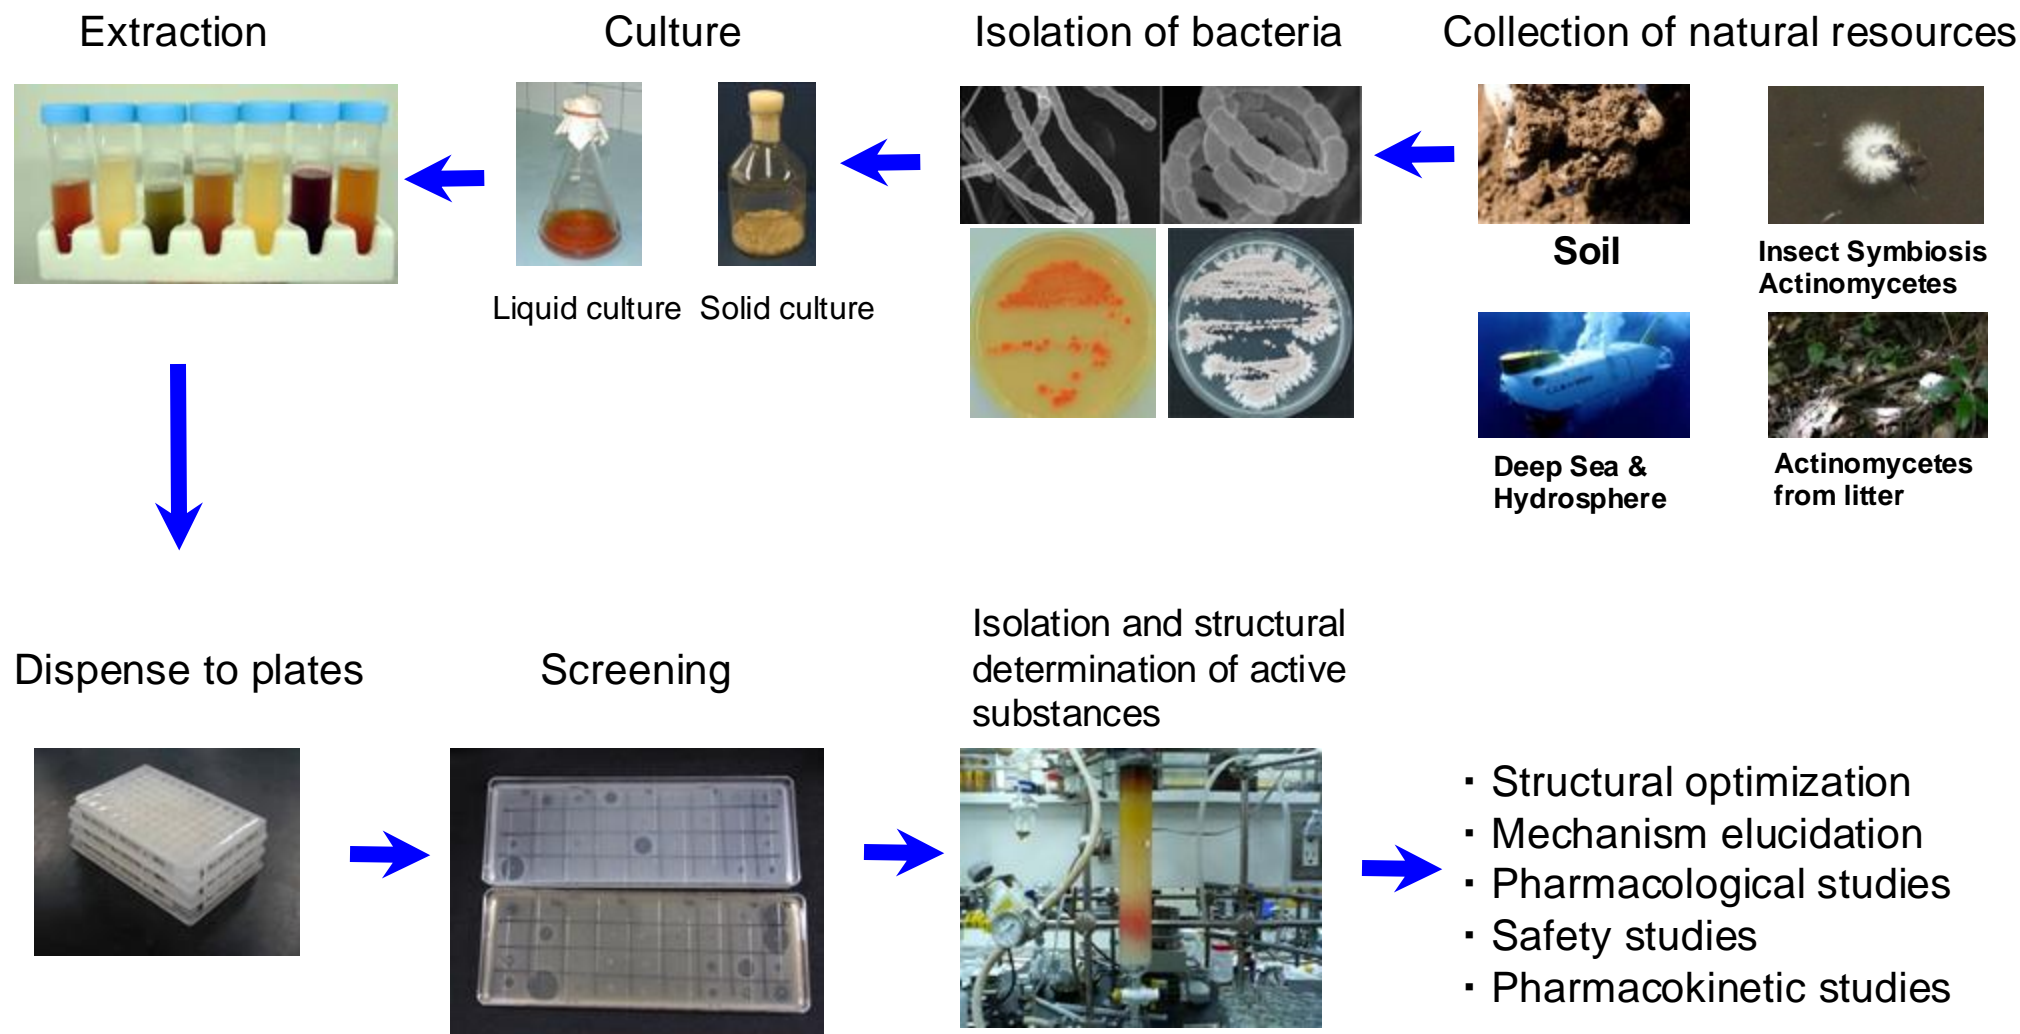 Extraction
Culture
Isolation of bacteria
Collection of natural resources
Liquid culture
Solid culture
Soil
Insect Symbiosis
Actinomycetes
Deep Sea &
Hydrosphere
Actinomycetes
from litter
Dispense to plates
Screening
Isolation and structural
determination of active
substances
・Structural optimization
・Mechanism elucidation
・Pharmacological studies
・Safety studies
・Pharmacokinetic studies